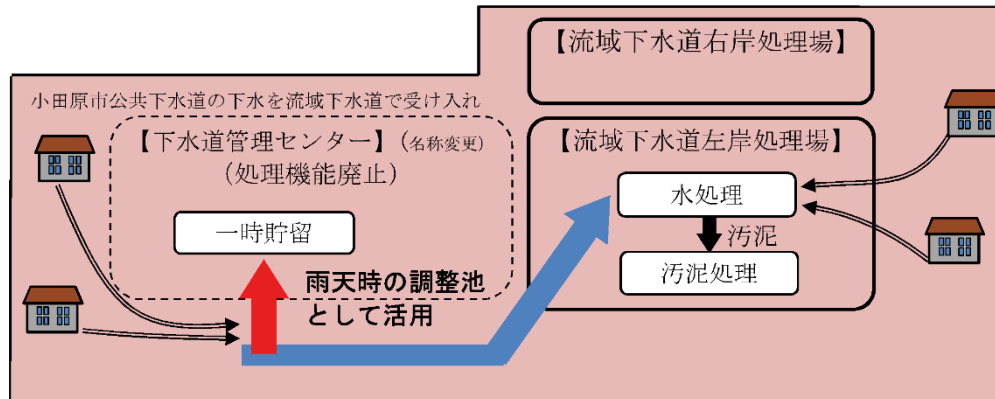 【流域下水道右岸処理場】
小田原市公共下水道の下水を流域下水道で受け入れ
【下水道管理センター】(名称変更)
(処理機能廃止)
一時貯留
雨天時の調整池
として活用
【流域下水道左岸処理場】
水処理
汚泥
汚泥処理